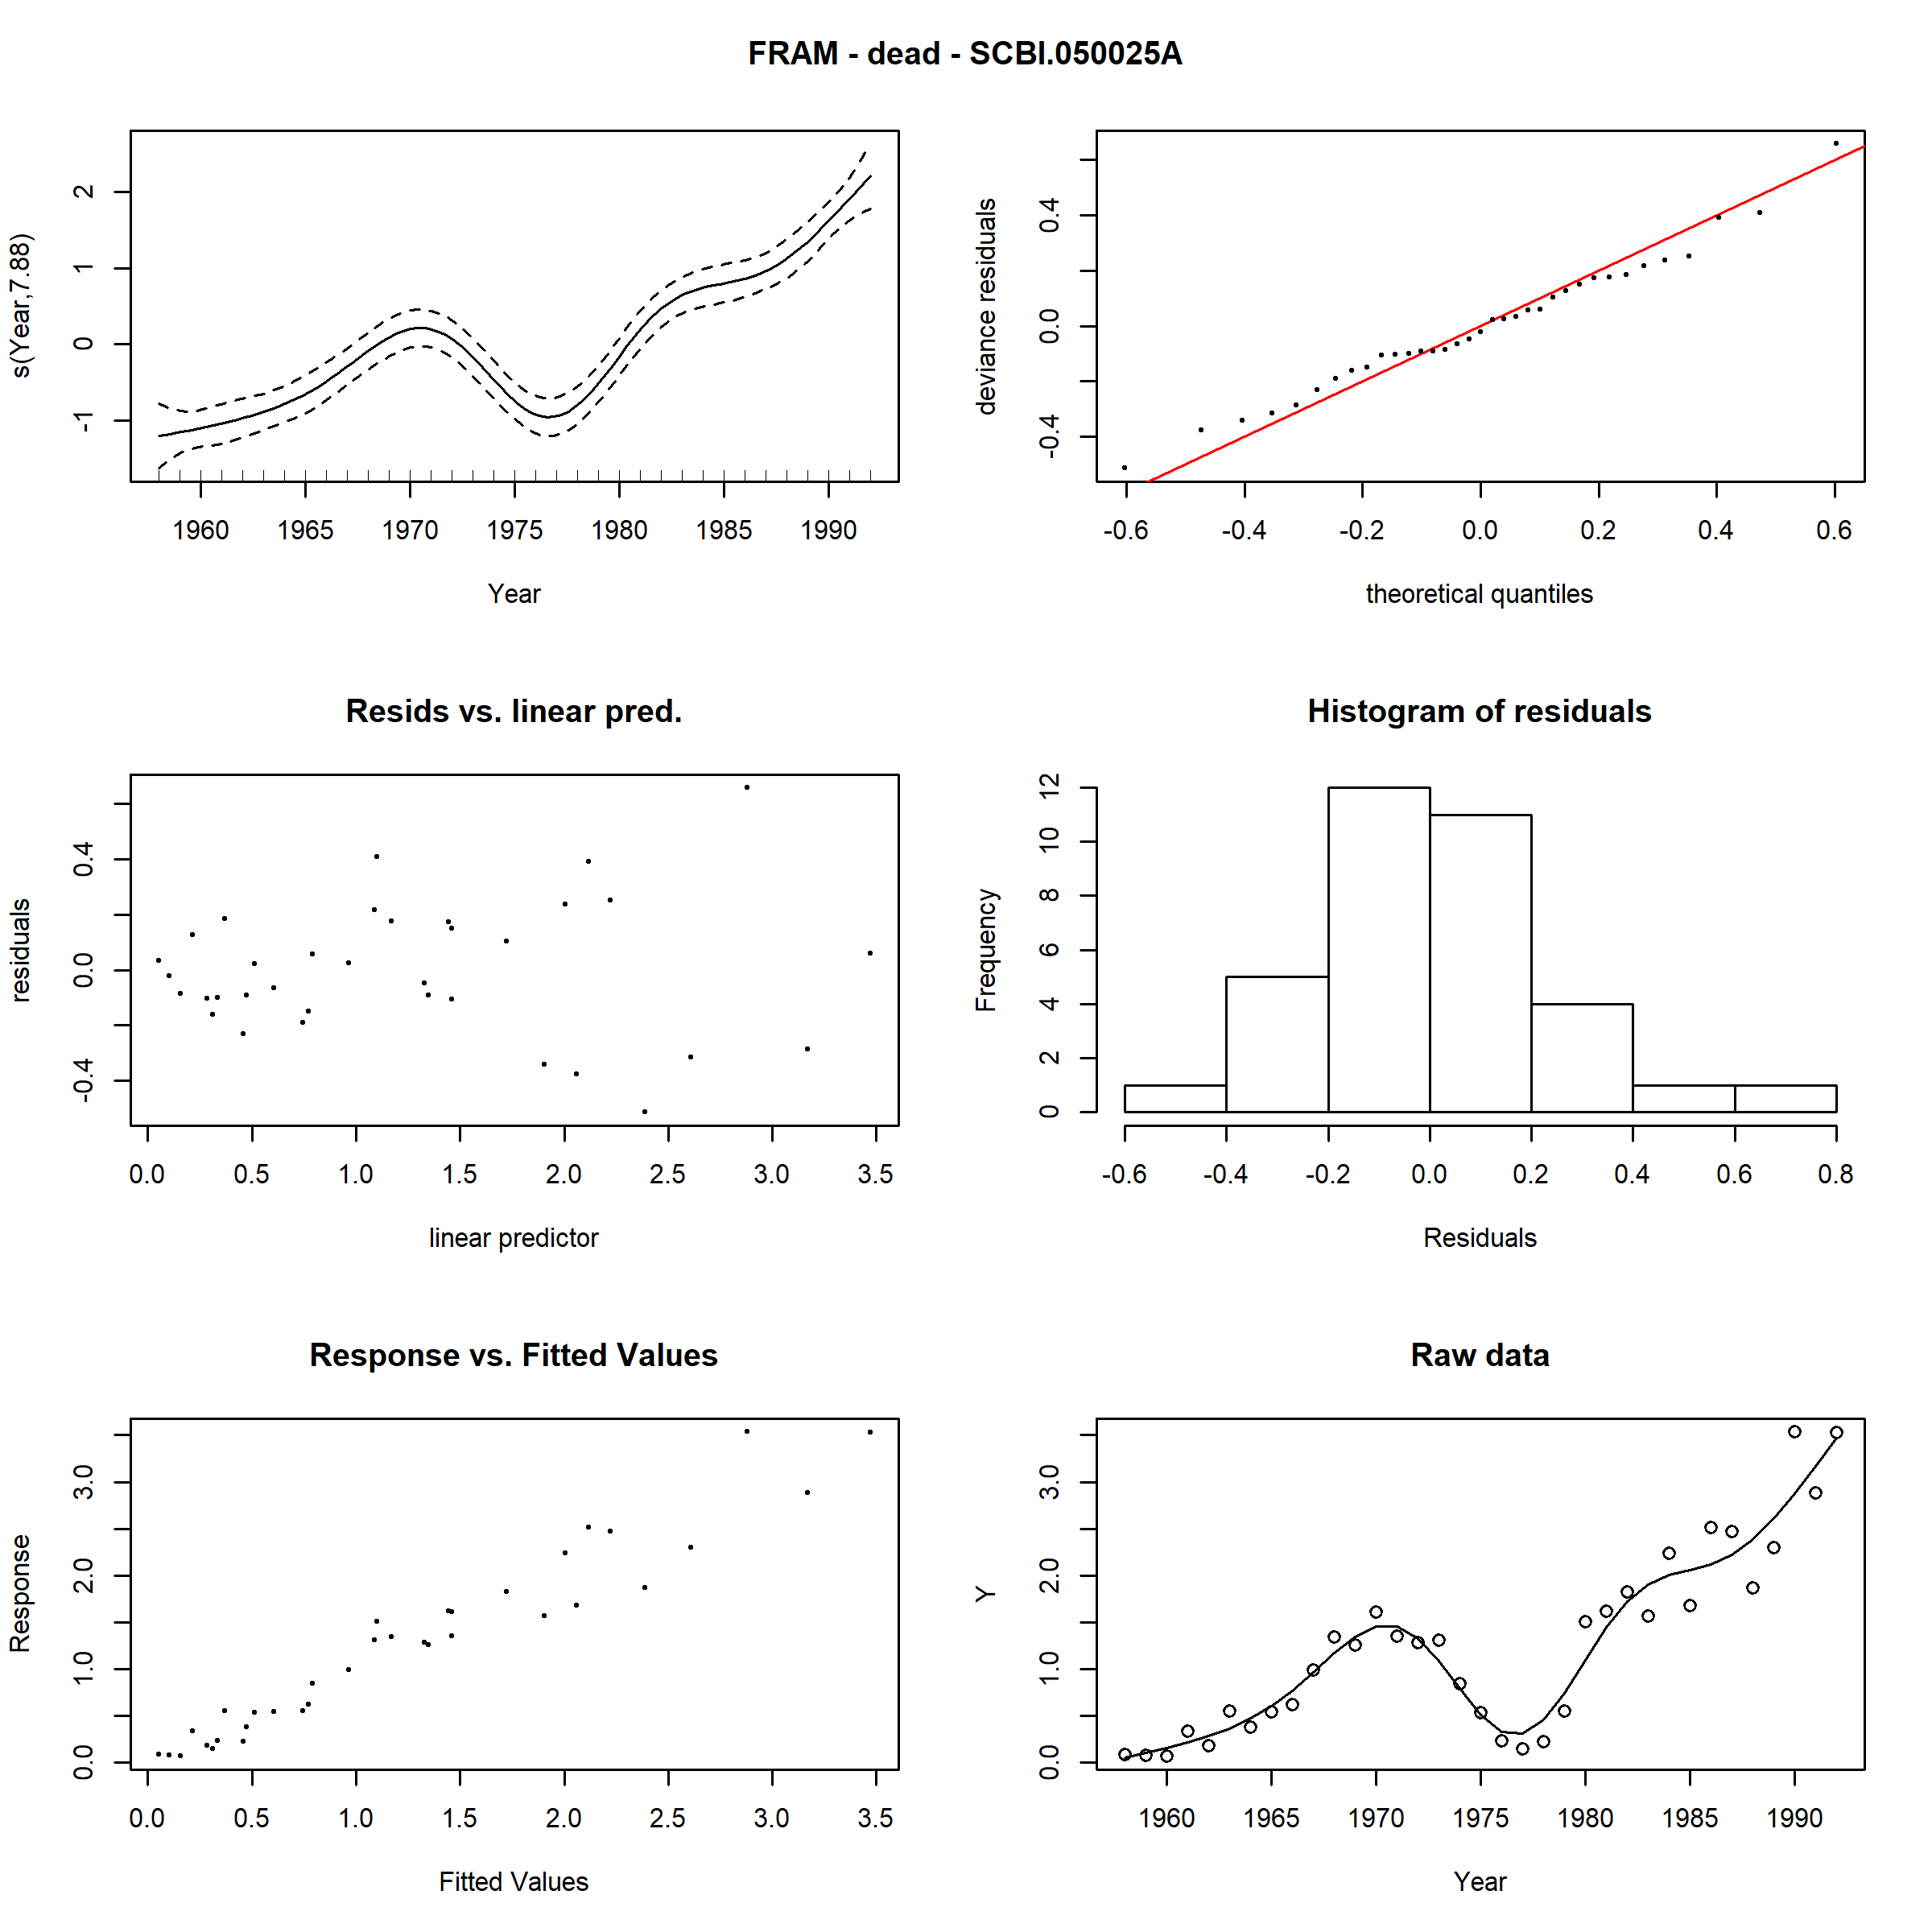 FRAM - dead - SCBI.050025A
s(Year,7.88)
2
1
0
-1
1960 1965 1970 1975 1980 1985 1990
Year
deviance residuals
0.4
0.0
-0.4
-0.6 -0.4 -0.2 0.0 0.2 0.4 0.6
theoretical quantiles
Resids vs. linear pred.
residuals
0.4
0.0
-0.4
0.0 0.5 1.0 1.5 2.0 2.5 3.0 3.5
linear predictor
Histogram of residuals
Frequency
12
10
8
6
4
2
0
-0.6 -0.4 -0.2 0.0 0.2 0.4 0.6 0.8
Residuals
Response vs. Fitted Values
Response
3.0
2.0
1.0
0.0
0.0 0.5 1.0 1.5 2.0 2.5 3.0 3.5
Fitted Values
Raw data
Y
3.0
2.0
1.0
0.0
1960 1965 1970 1975 1980 1985 1990
Year